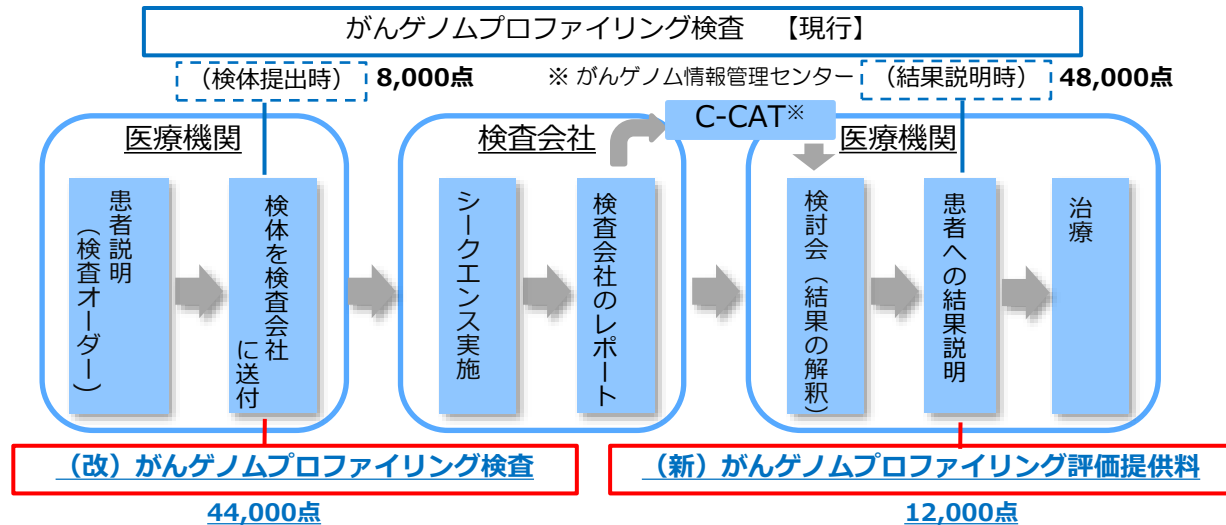 がんゲノムプロファイリング検査　【現行】
（検体提出時）
8,000点
※ がんゲノム情報管理センター
（結果説明時）
48,000点
医療機関
検査会社
C-CAT※
医療機関
患者説明
（検査オーダー）
検体を検査会社
に送付
シークエンス実施
検査会社のレポート
検討会（結果の解釈）
患者への結果説明
治療
（改）がんゲノムプロファイリング検査
（新）がんゲノムプロファイリング評価提供料
44,000点
12,000点